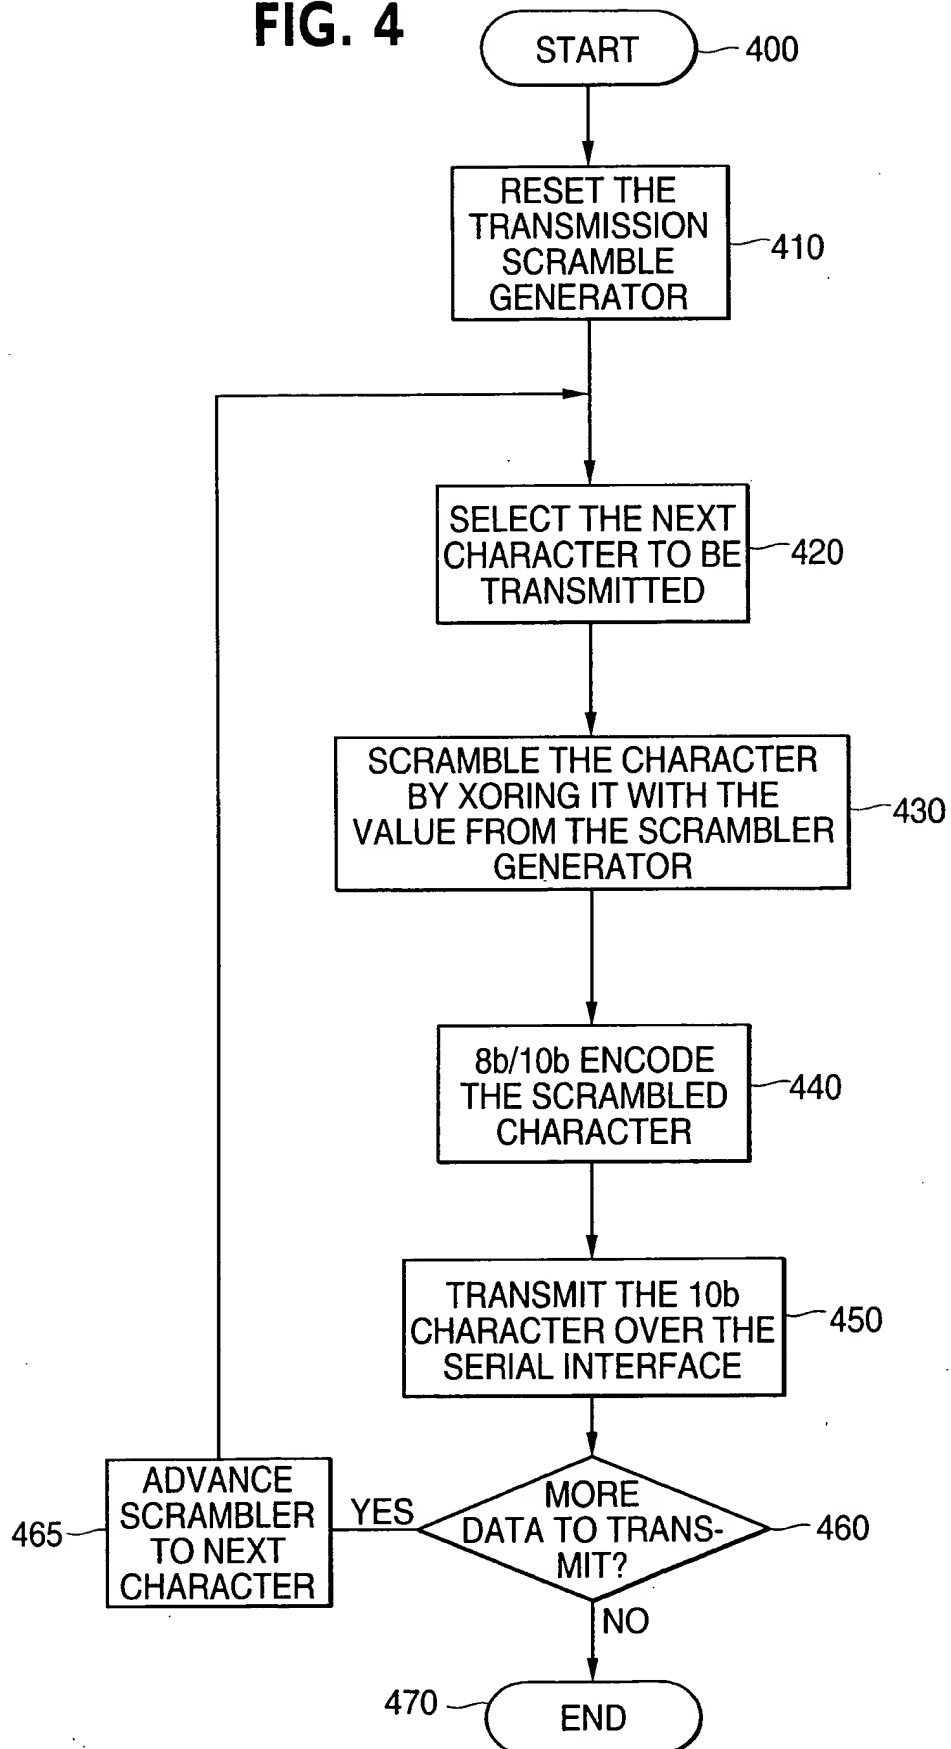 FIG. 4
START
400
RESET THE
TRANSMISSION
SCRAMBLE
GENERATOR
410
SELECT THE NEXT
CHARACTER TO BE
TRANSMITTED
420
SCRAMBLE THE CHARACTER
BY XORING IT WITH THE
VALUE FROM THE SCRAMBLER
GENERATOR
430
8b/10b ENCODE
THE SCRAMBLED
CHARACTER
440
TRANSMIT THE 10b
CHARACTER OVER THE
SERIAL INTERFACE
450
MORE
DATA TO TRANS-
MIT?
460
YES
ADVANCE
SCRAMBLER
TO NEXT
CHARACTER
465
NO
470
END